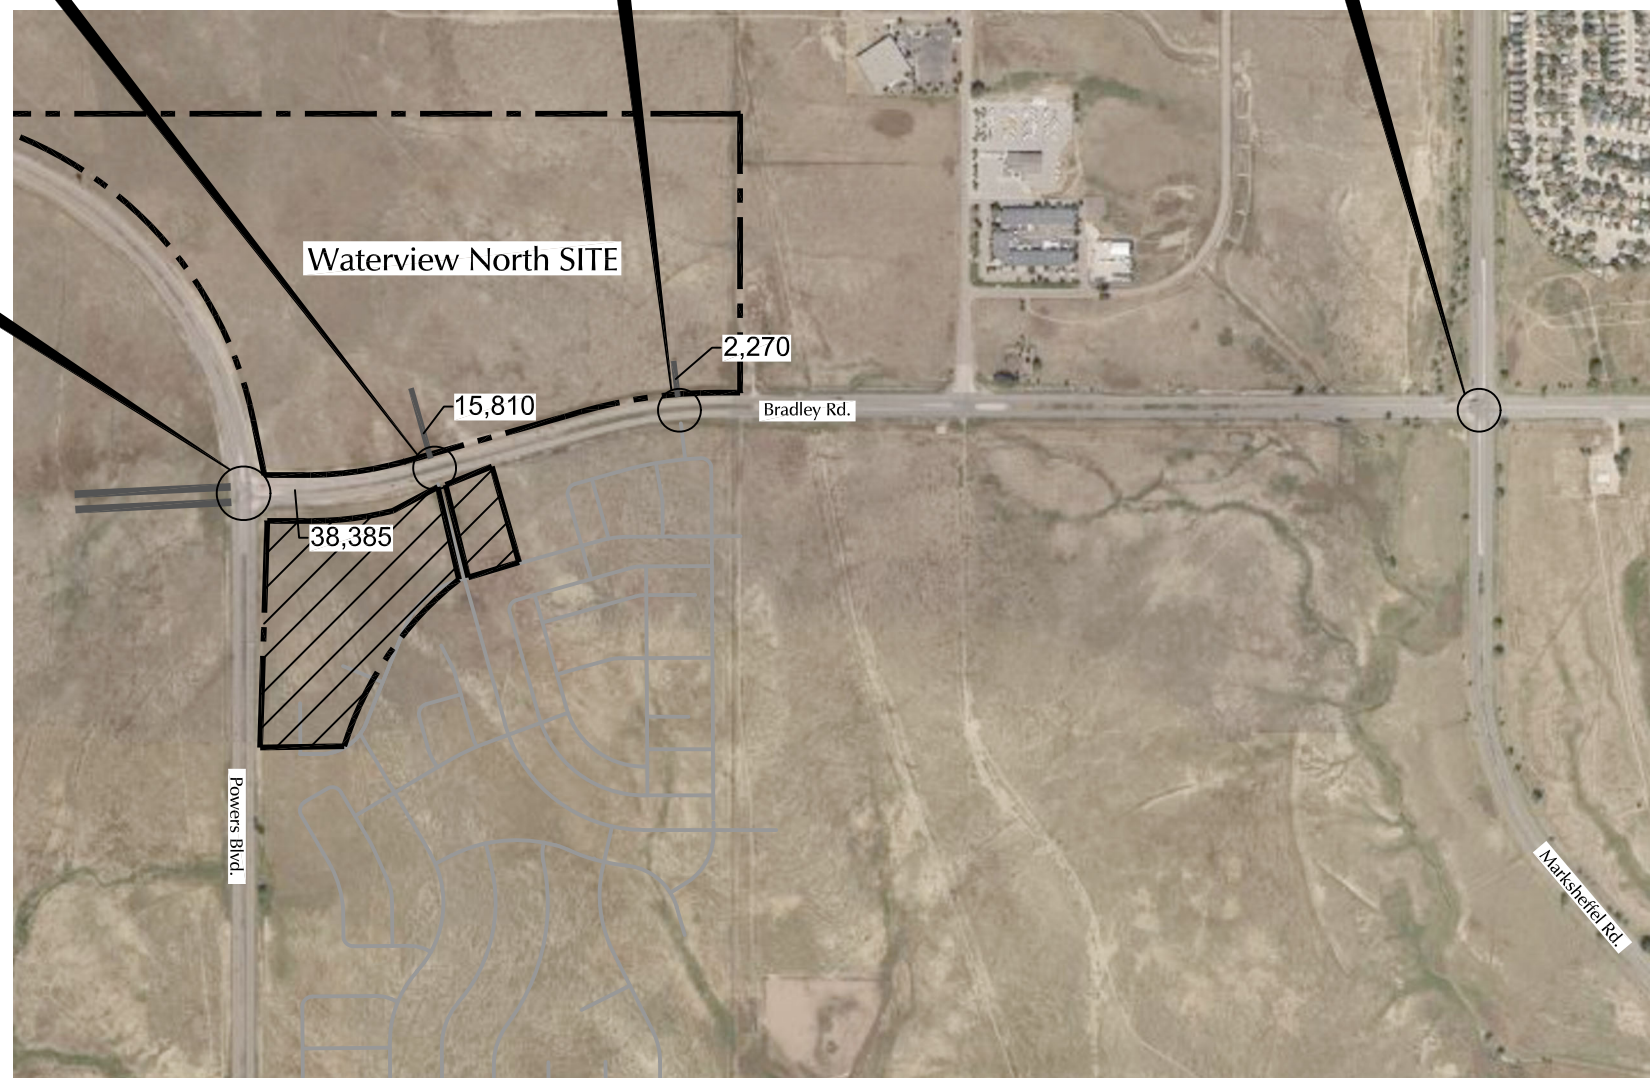 Waterview North SITE
2,270
15,810
Bradley Rd.
38,385
Powers Blvd.
Marksheffel Rd.